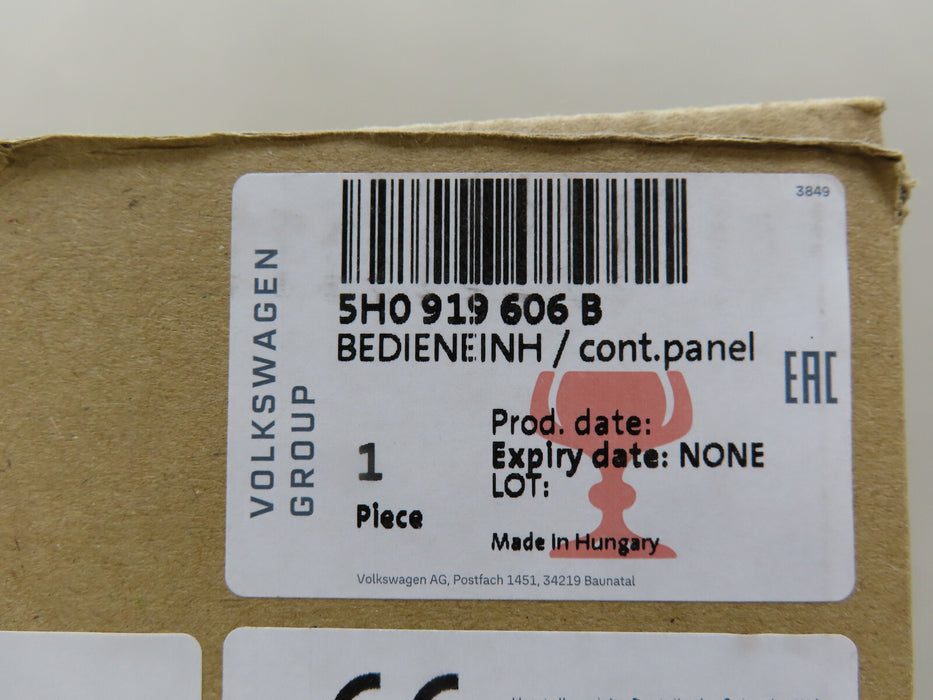 3849
VOLKSWAGEN
GROUP
5H0 919 606 B
BEDIENEINH / cont.panel
EAC
Prod. date:
1
Expiry date: NONE
LOT:
Piece
Made In Hungary
Volkswagen AG, Postfach 1451, 34219 Baunatal
CE